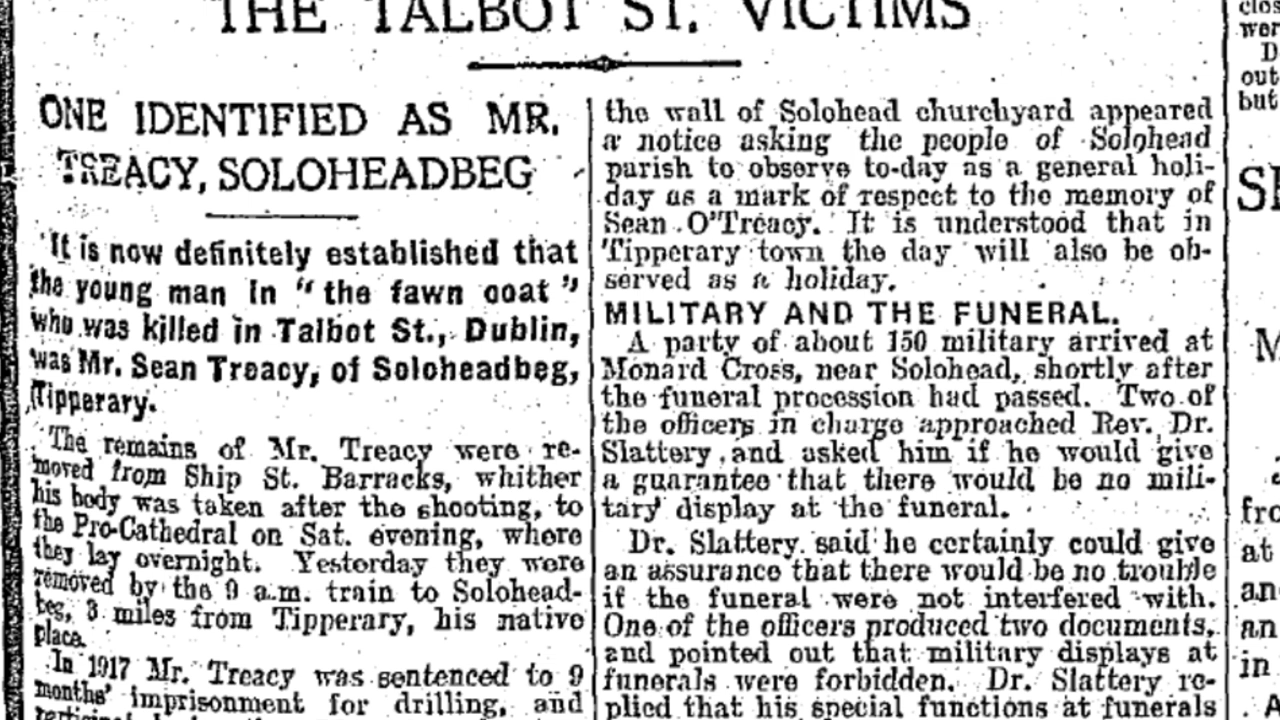 THE TALBOT ST. VICTIMS
ONE IDENTIFIED AS MR.
TREACY, SOLOHEADBEG
It is now definitely established that
the young man in "the fawn coat"
who was killed in Talbot St., Dublin,
was Mr. Sean Treacy, of Soloheadbeg,
Tipperary.
The remains of Mr. Treacy were re-
moved from Ship St. Barracks, whither
his body was taken after the shooting, to
the Pro-Cathedral on Sat. evening, where
they lay overnight. Yesterday they were
removed by the 9 a.m. train to Solohead-
beg, 3 miles from Tipperary, his native
place.
In 1917 Mr. Treacy was sentenced to 9
months' imprisonment for drilling, and
the wall of Solohead churchyard appeared
a notice asking the people of Solohead
parish to observe to-day as a general holi-
day as a mark of respect to the memory of
Sean O'Treacy. It is understood that in
Tipperary town the day will also be ob-
served as a holiday.
MILITARY AND THE FUNERAL.
A party of about 150 military arrived at
Monard Cross, near Solohead, shortly after
the funeral procession had passed. Two of
the officers in charge approached Rev. Dr.
Slattery and asked him if he would give
a guarantee that there would be no mili-
tary display at the funeral.
Dr. Slattery said he certainly could give
an assurance that there would be no trouble
if the funeral were not interfered with.
One of the officers produced two documents,
and pointed out that military displays at
funerals were forbidden. Dr. Slattery re-
plied that his special functions at funerals
out
but
at
an
an
in